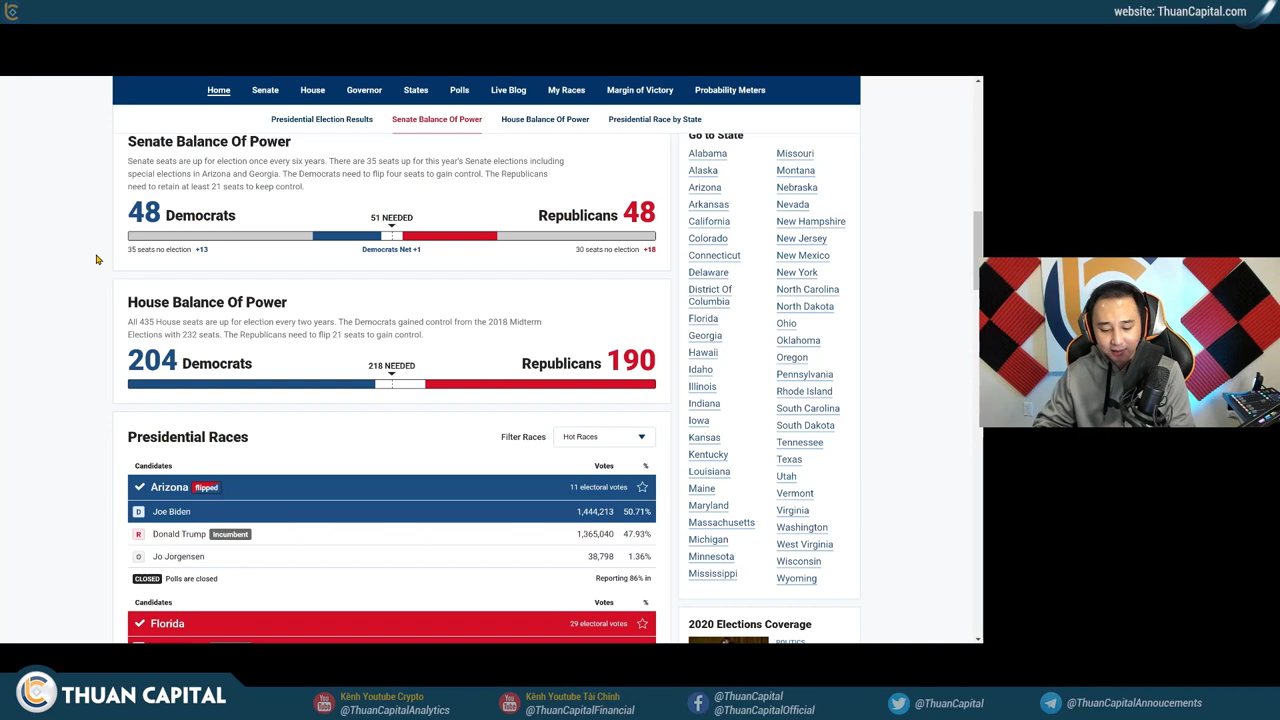 website: ThuanCapital.com
Home Senate House Governor States Polls Live Blog My Races Margin of Victory Probability Meters
Presidential Election Results Senate Balance Of Power House Balance Of Power Presidential Race by State
Senate Balance Of Power
Senate seats are up for election once every six years. There are 35 seats up for this year's Senate elections including
special elections in Arizona and Georgia. The Democrats need to flip four seats to gain control. The Republicans
need to retain at least 21 seats to keep control.
48 Democrats
51 NEEDED
Republicans 48
35 seats no election +13
Democrats Net +1
30 seats no election +18
House Balance Of Power
All 435 House seats are up for election every two years. The Democrats gained control from the 2018 Midterm
Elections with 232 seats. The Republicans need to flip 21 seats to gain control.
204 Democrats
218 NEEDED
Republicans 190
Presidential Races
Filter Races Hot Races
Candidates Votes %
Arizona flipped 11 electoral votes
D Joe Biden 1,444,213 50.71%
R Donald Trump Incumbent 1,365,040 47.93%
O Jo Jorgensen 38,798 1.36%
CLOSED Polls are closed Reporting 86% in
Candidates Votes %
Florida 29 electoral votes
Go to State
Alabama
Alaska
Arizona
Arkansas
California
Colorado
Connecticut
Delaware
District Of
Columbia
Florida
Georgia
Hawaii
Idaho
Illinois
Indiana
Iowa
Kansas
Kentucky
Louisiana
Maine
Maryland
Massachusetts
Michigan
Minnesota
Mississippi
Missouri
Montana
Nebraska
Nevada
New Hampshire
New Jersey
New Mexico
New York
North Carolina
North Dakota
Ohio
Oklahoma
Oregon
Pennsylvania
Rhode Island
South Carolina
South Dakota
Tennessee
Texas
Utah
Vermont
Virginia
Washington
West Virginia
Wisconsin
Wyoming
2020 Elections Coverage
POLITICS
THUAN CAPITAL
You Tube
Kênh Youtube Crypto
@ThuanCapitalAnalytics
You Tube
Kênh Youtube Tài Chính
@ThuanCapitalFinancial
@ThuanCapital
@ThuanCapitalOfficial
@ThuanCapital
@ThuanCapitalAnnoucements